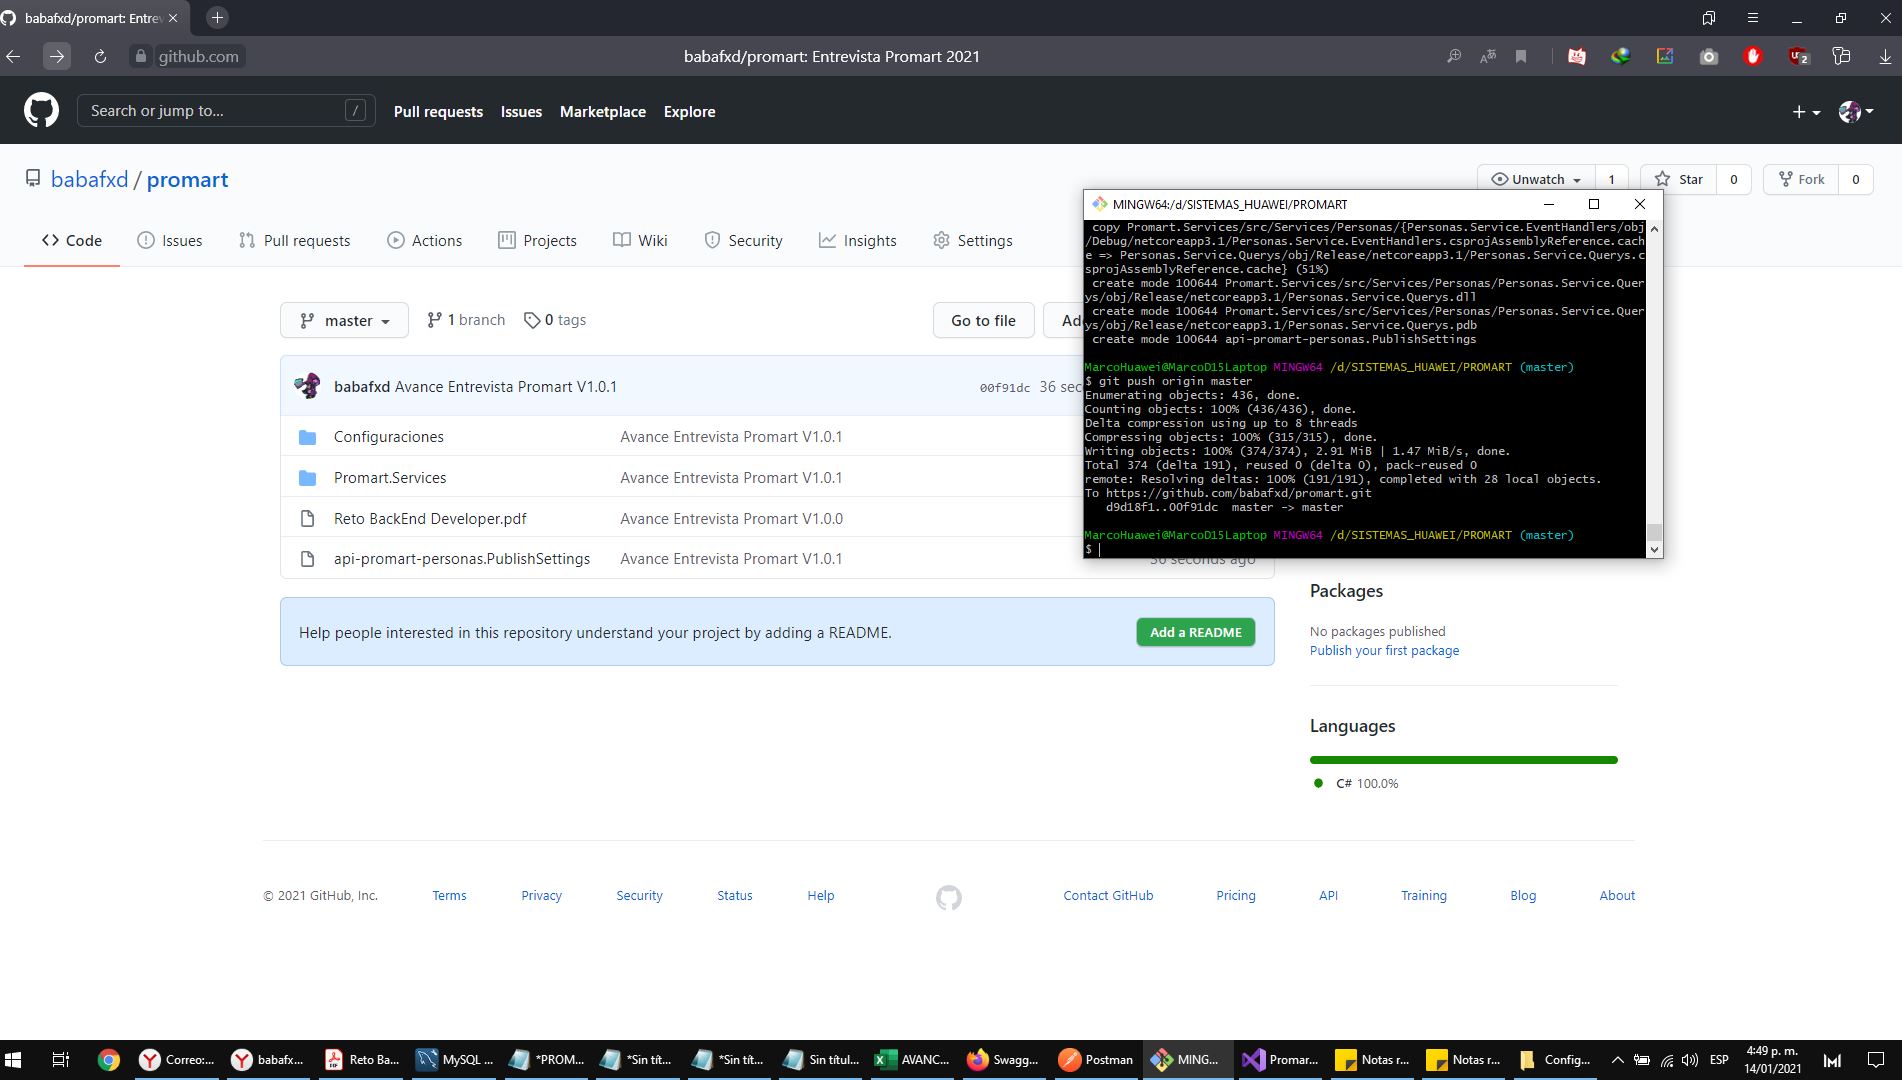 babafxd/promart: Entrev
github.com
babafxd/promart: Entrevista Promart 2021
2
Search or jump to...
/
Pull requests
Issues
Marketplace
Explore
babafxd / promart
Unwatch
1
Star
0
Fork
0
Code
Issues
Pull requests
Actions
Projects
Wiki
Security
Insights
Settings
master
1 branch
0 tags
Go to file
babafxd Avance Entrevista Promart V1.0.1
00f91dc 36 sec
Configuraciones
Avance Entrevista Promart V1.0.1
Promart.Services
Avance Entrevista Promart V1.0.1
Reto BackEnd Developer.pdf
Avance Entrevista Promart V1.0.0
api-promart-personas.PublishSettings
Avance Entrevista Promart V1.0.1
36 seconds ago
Help people interested in this repository understand your project by adding a README.
Add a README
MINGW64:/d/SISTEMAS_HUAWEI/PROMART
copy Promart.Services/src/Services/Personas/{Personas.Service.EventHandlers/obj
/Debug/netcoreapp3.1/Personas.Service.EventHandlers.csprojAssemblyReference.cach
e => Personas.Service.Querys/obj/Release/netcoreapp3.1/Personas.Service.Querys.c
sprojAssemblyReference.cache} (51%)
create mode 100644 Promart.Services/src/Services/Personas/Personas.Service.Quer
ys/obj/Release/netcoreapp3.1/Personas.Service.Querys.dll
create mode 100644 Promart.Services/src/Services/Personas/Personas.Service.Quer
ys/obj/Release/netcoreapp3.1/Personas.Service.Querys.pdb
create mode 100644 api-promart-personas.PublishSettings
MarcoHuawei@MarcoD15Laptop MINGW64 /d/SISTEMAS_HUAWEI/PROMART (master)
$ git push origin master
Enumerating objects: 436, done.
Counting objects: 100% (436/436), done.
Delta compression using up to 8 threads
Compressing objects: 100% (315/315), done.
Writing objects: 100% (374/374), 2.91 MiB | 1.47 MiB/s, done.
Total 374 (delta 191), reused 0 (delta 0), pack-reused 0
remote: Resolving deltas: 100% (191/191), completed with 28 local objects.
To https://github.com/babafxd/promart.git
d9d18f1..00f91dc  master -> master
MarcoHuawei@MarcoD15Laptop MINGW64 /d/SISTEMAS_HUAWEI/PROMART (master)
$
Packages
No packages published
Publish your first package
Languages
C# 100.0%
© 2021 GitHub, Inc.
Terms
Privacy
Security
Status
Help
Contact GitHub
Pricing
API
Training
Blog
About
Correo:...
babafx...
Reto Ba...
MySQL ...
*PROM...
*Sin tít...
*Sin tít...
Sin títul...
AVANC...
Swagg...
Postman
MING...
Promar...
Notas r...
Notas r...
Config...
ESP
4:49 p. m.
14/01/2021